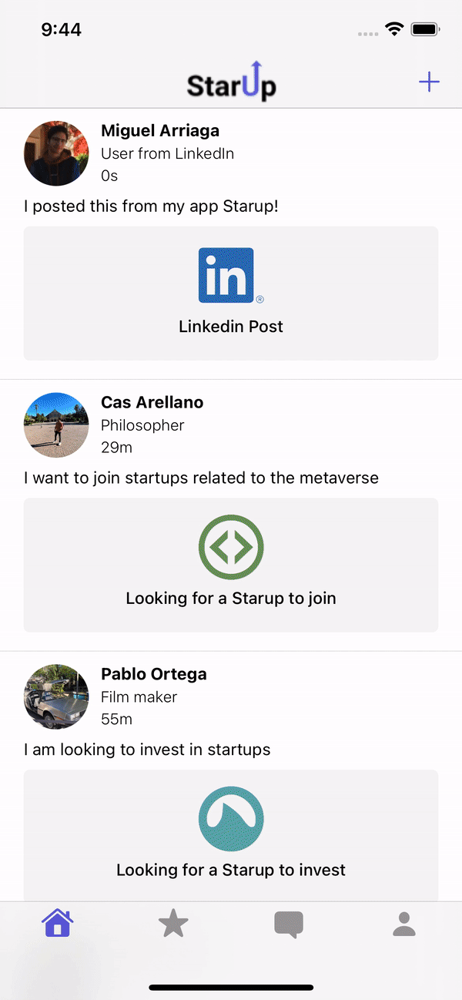 9:44
StarUp
Miguel Arriaga
User from LinkedIn
0s
I posted this from my app Starup!
in
®
Linkedin Post
Cas Arellano
Philosopher
29m
I want to join startups related to the metaverse
Looking for a Starup to join
Pablo Ortega
Film maker
55m
I am looking to invest in startups
Looking for a Starup to invest